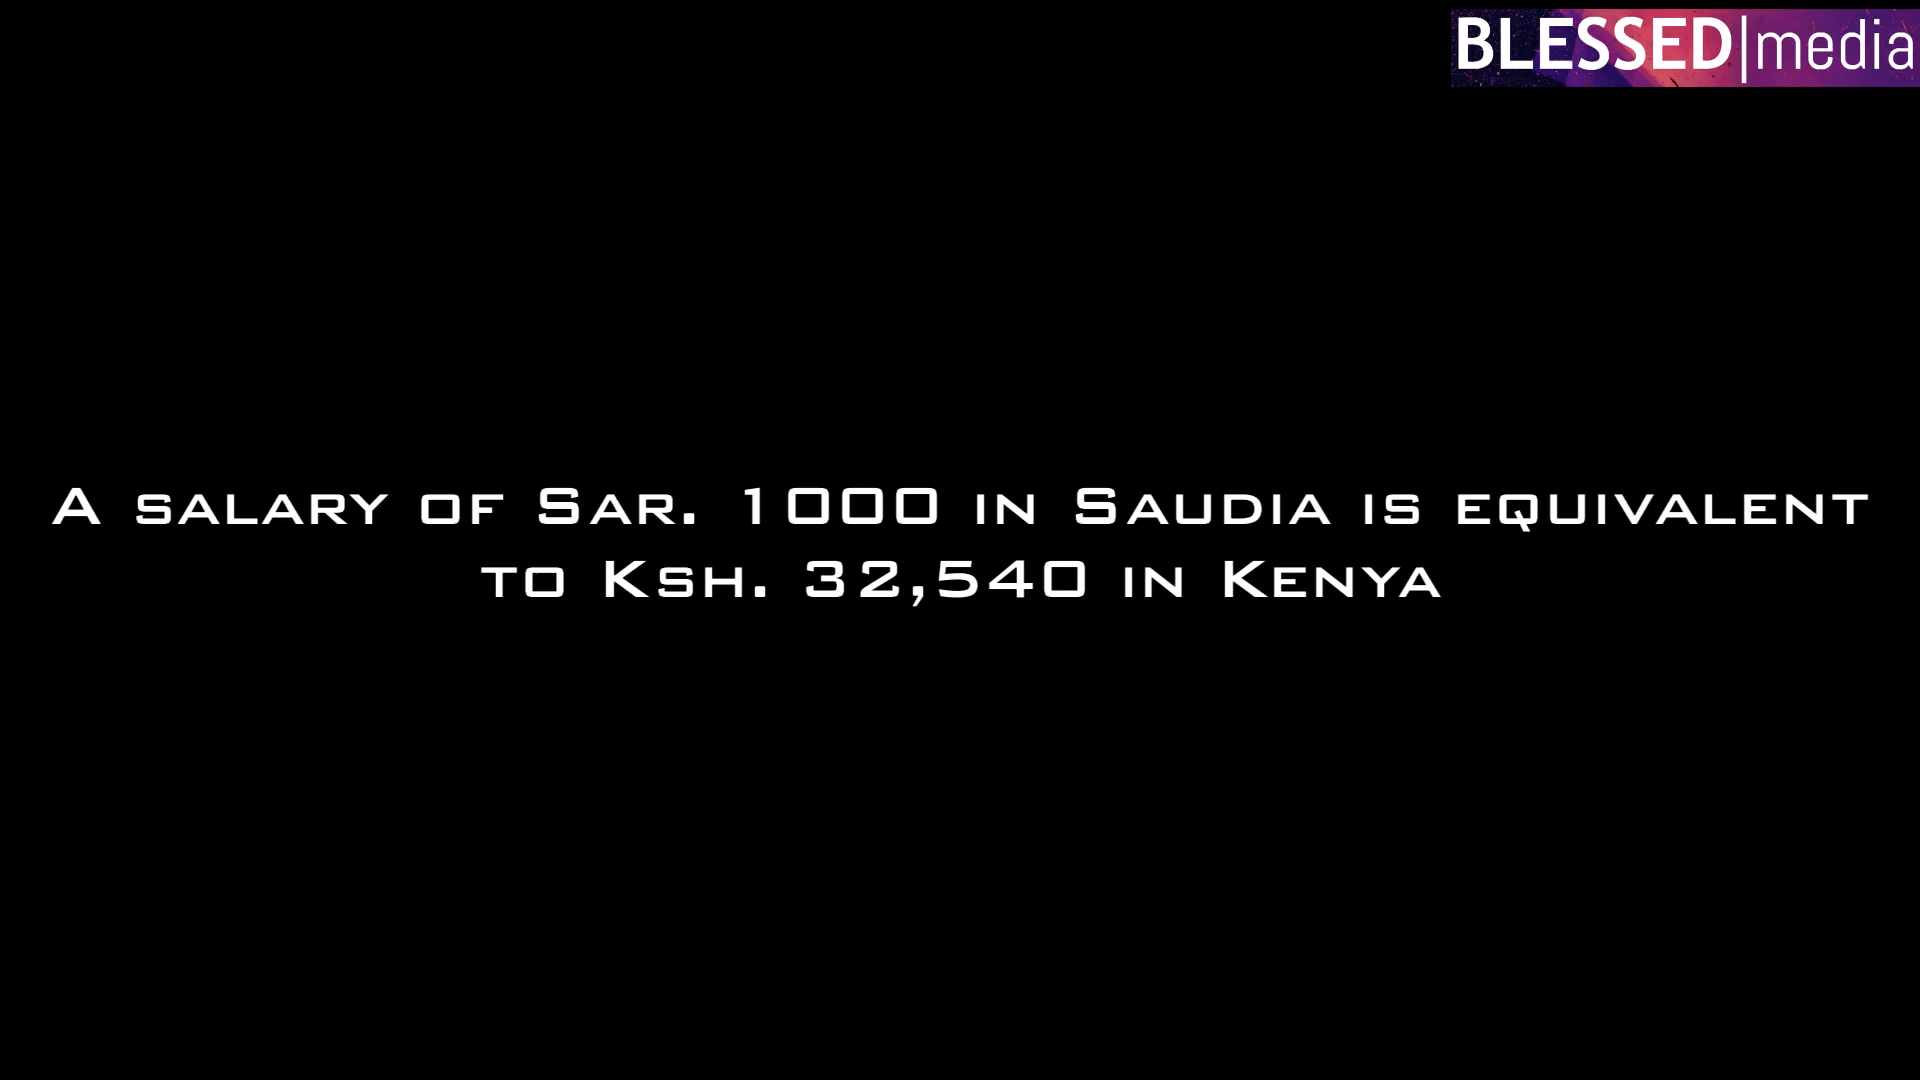 BLESSED|media
A salary of Sar. 1000 in Saudia is equivalent
to Ksh. 32,540 in Kenya